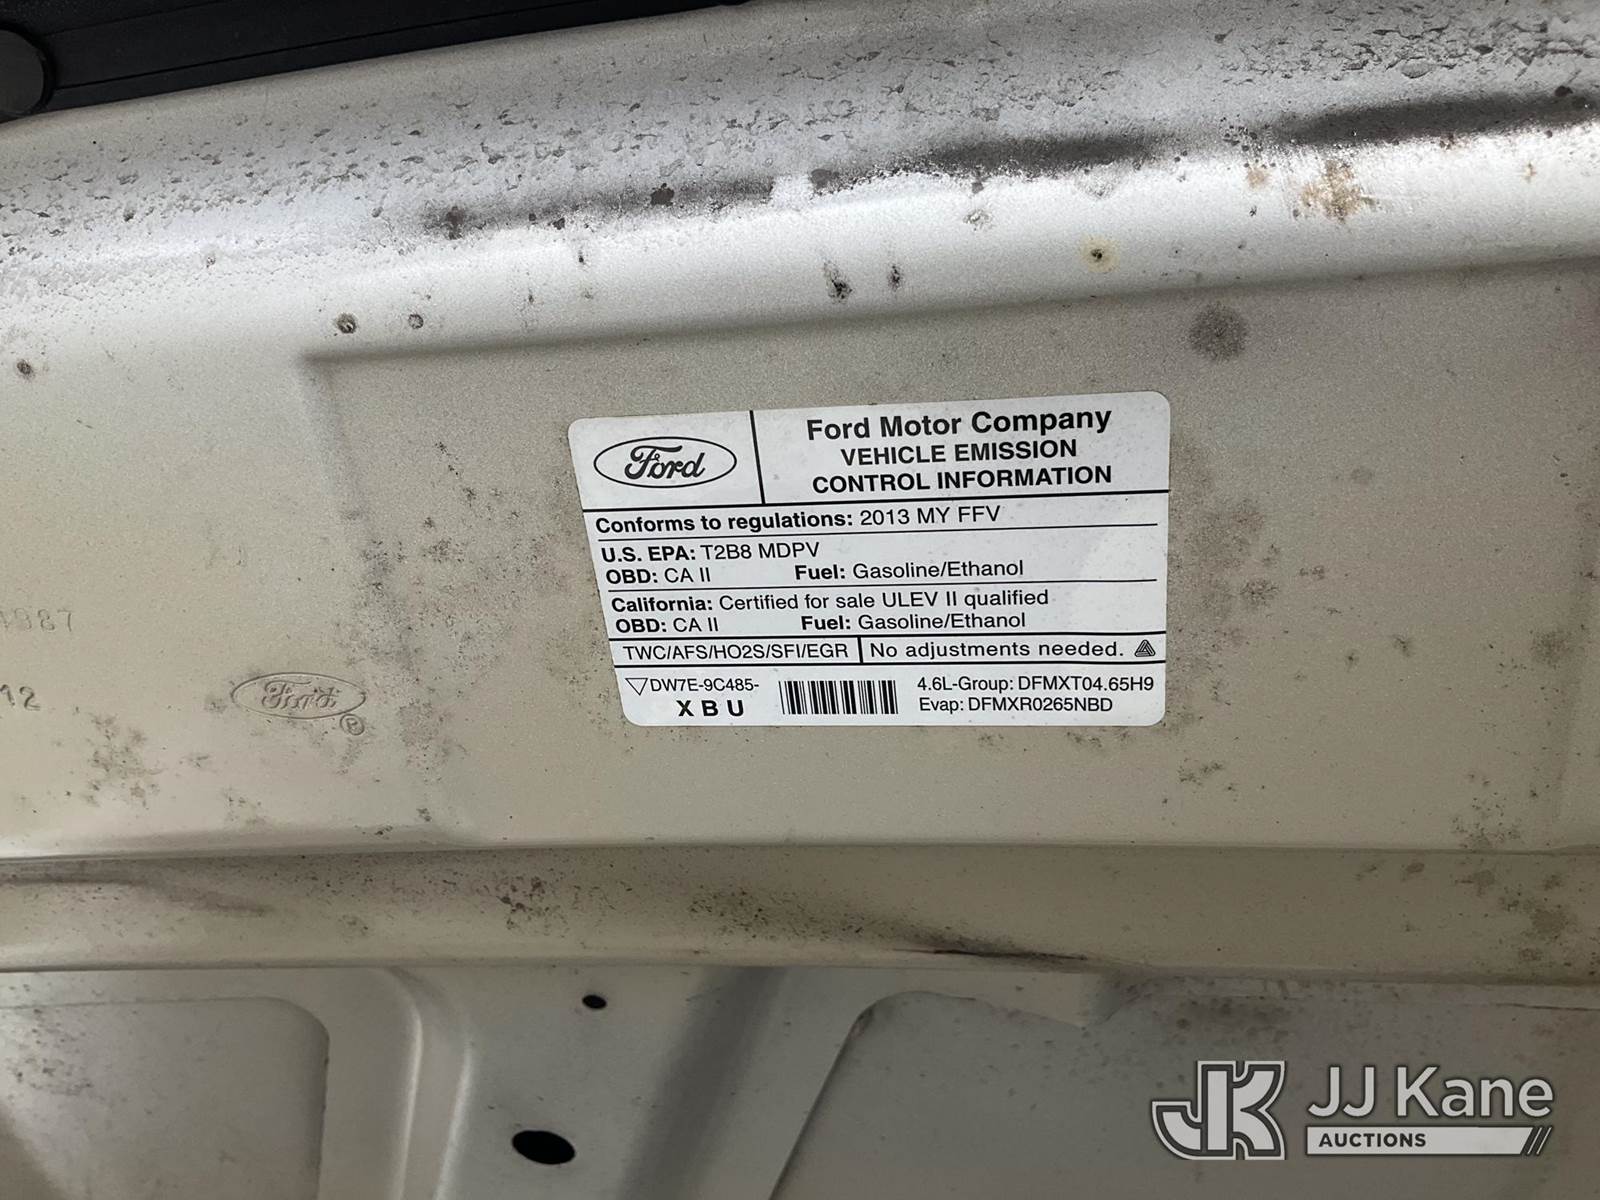 Ford
Ford Motor Company
VEHICLE EMISSION
CONTROL INFORMATION
Conforms to regulations: 2013 MY FFV
U.S. EPA: T2B8 MDPV
OBD: CA II Fuel: Gasoline/Ethanol
California: Certified for sale ULEV II qualified
OBD: CA II Fuel: Gasoline/Ethanol
TWC/AFS/HO2S/SFI/EGR No adjustments needed.
DW7E-9C485-
XBU
4.6L-Group: DFMXT04.65H9
Evap: DFMXR0265NBD
12
Ford
P
JJ Kane
AUCTIONS